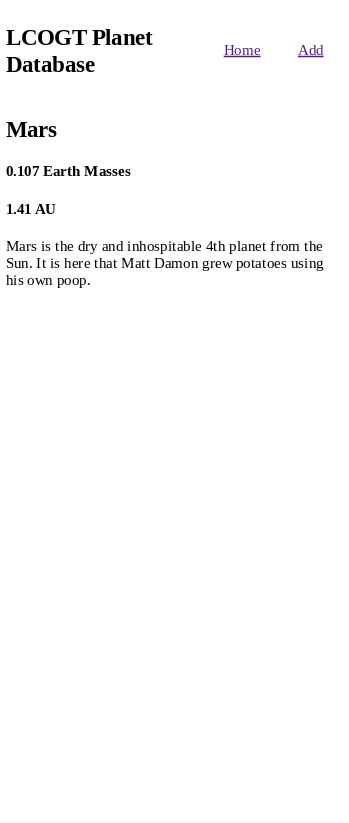 LCOGT Planet
Database
Home
Add
Mars
0.107 Earth Masses
1.41 AU
Mars is the dry and inhospitable 4th planet from the
Sun. It is here that Matt Damon grew potatoes using
his own poop.